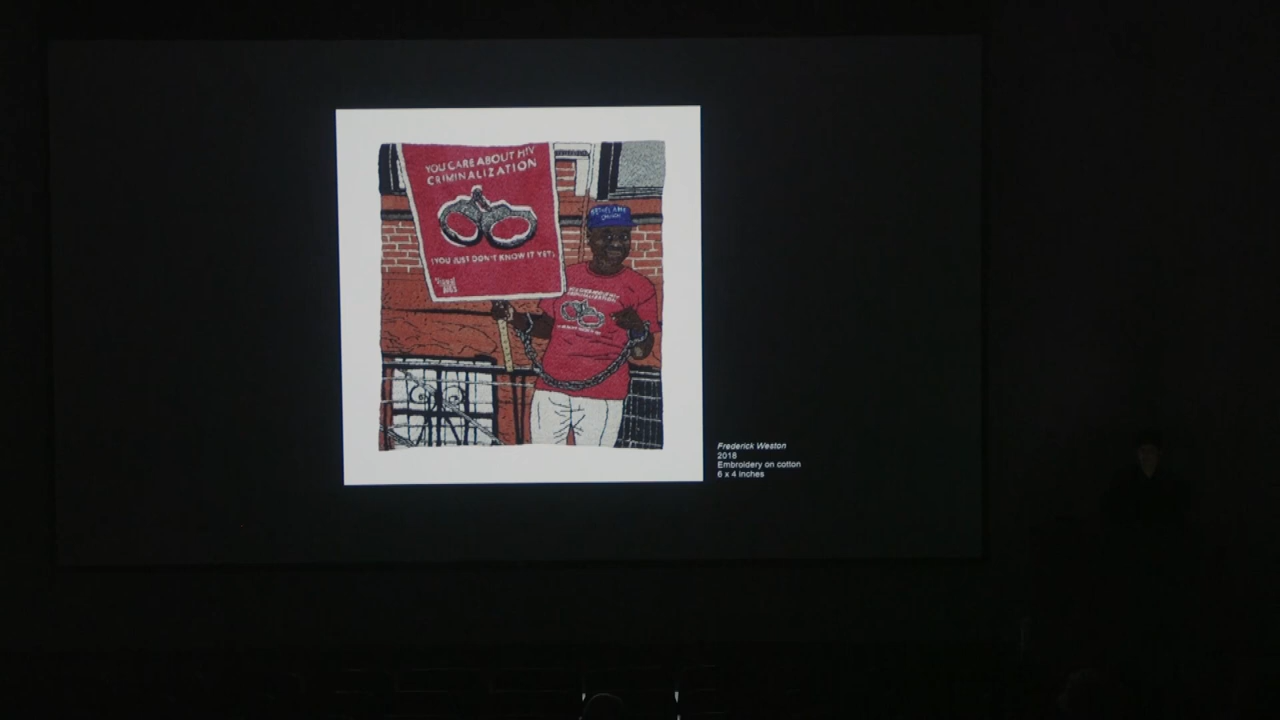 YOU CARE ABOUT HIV
CRIMINALIZATION
(YOU JUST DON'T KNOW IT YET)
Frederick Weston
2018
Embroidery on cotton
6 x 4 inches